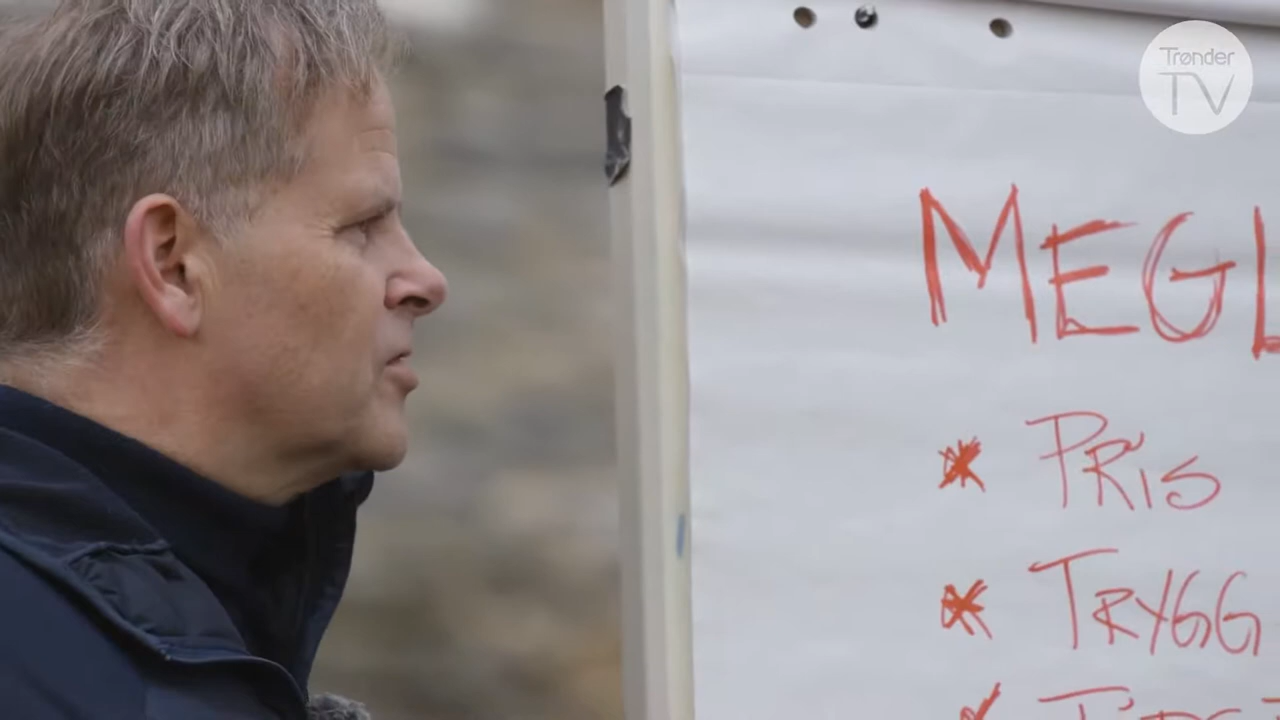 Trønder
TV
MEGL
* PRIS
* TRYGG